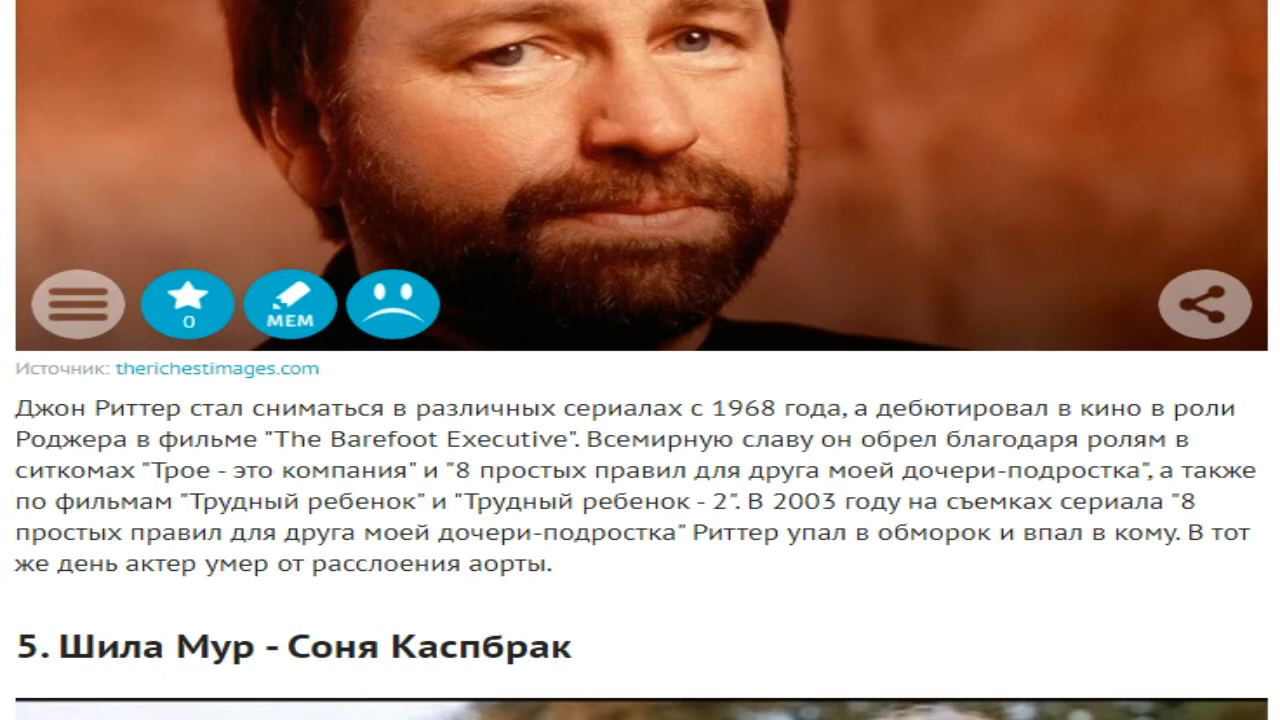 0
МЕМ
Источник: therichestimages.com
Джон Риттер стал сниматься в различных сериалах с 1968 года, а дебютировал в кино в роли
Роджера в фильме "The Barefoot Executive". Всемирную славу он обрел благодаря ролям в
ситкомах "Трое - это компания" и "8 простых правил для друга моей дочери-подростка", а также
по фильмам "Трудный ребенок" и "Трудный ребенок - 2". В 2003 году на съемках сериала "8
простых правил для друга моей дочери-подростка" Риттер упал в обморок и впал в кому. В тот
же день актер умер от расслоения аорты.
5. Шила Мур - Соня Каспбрак